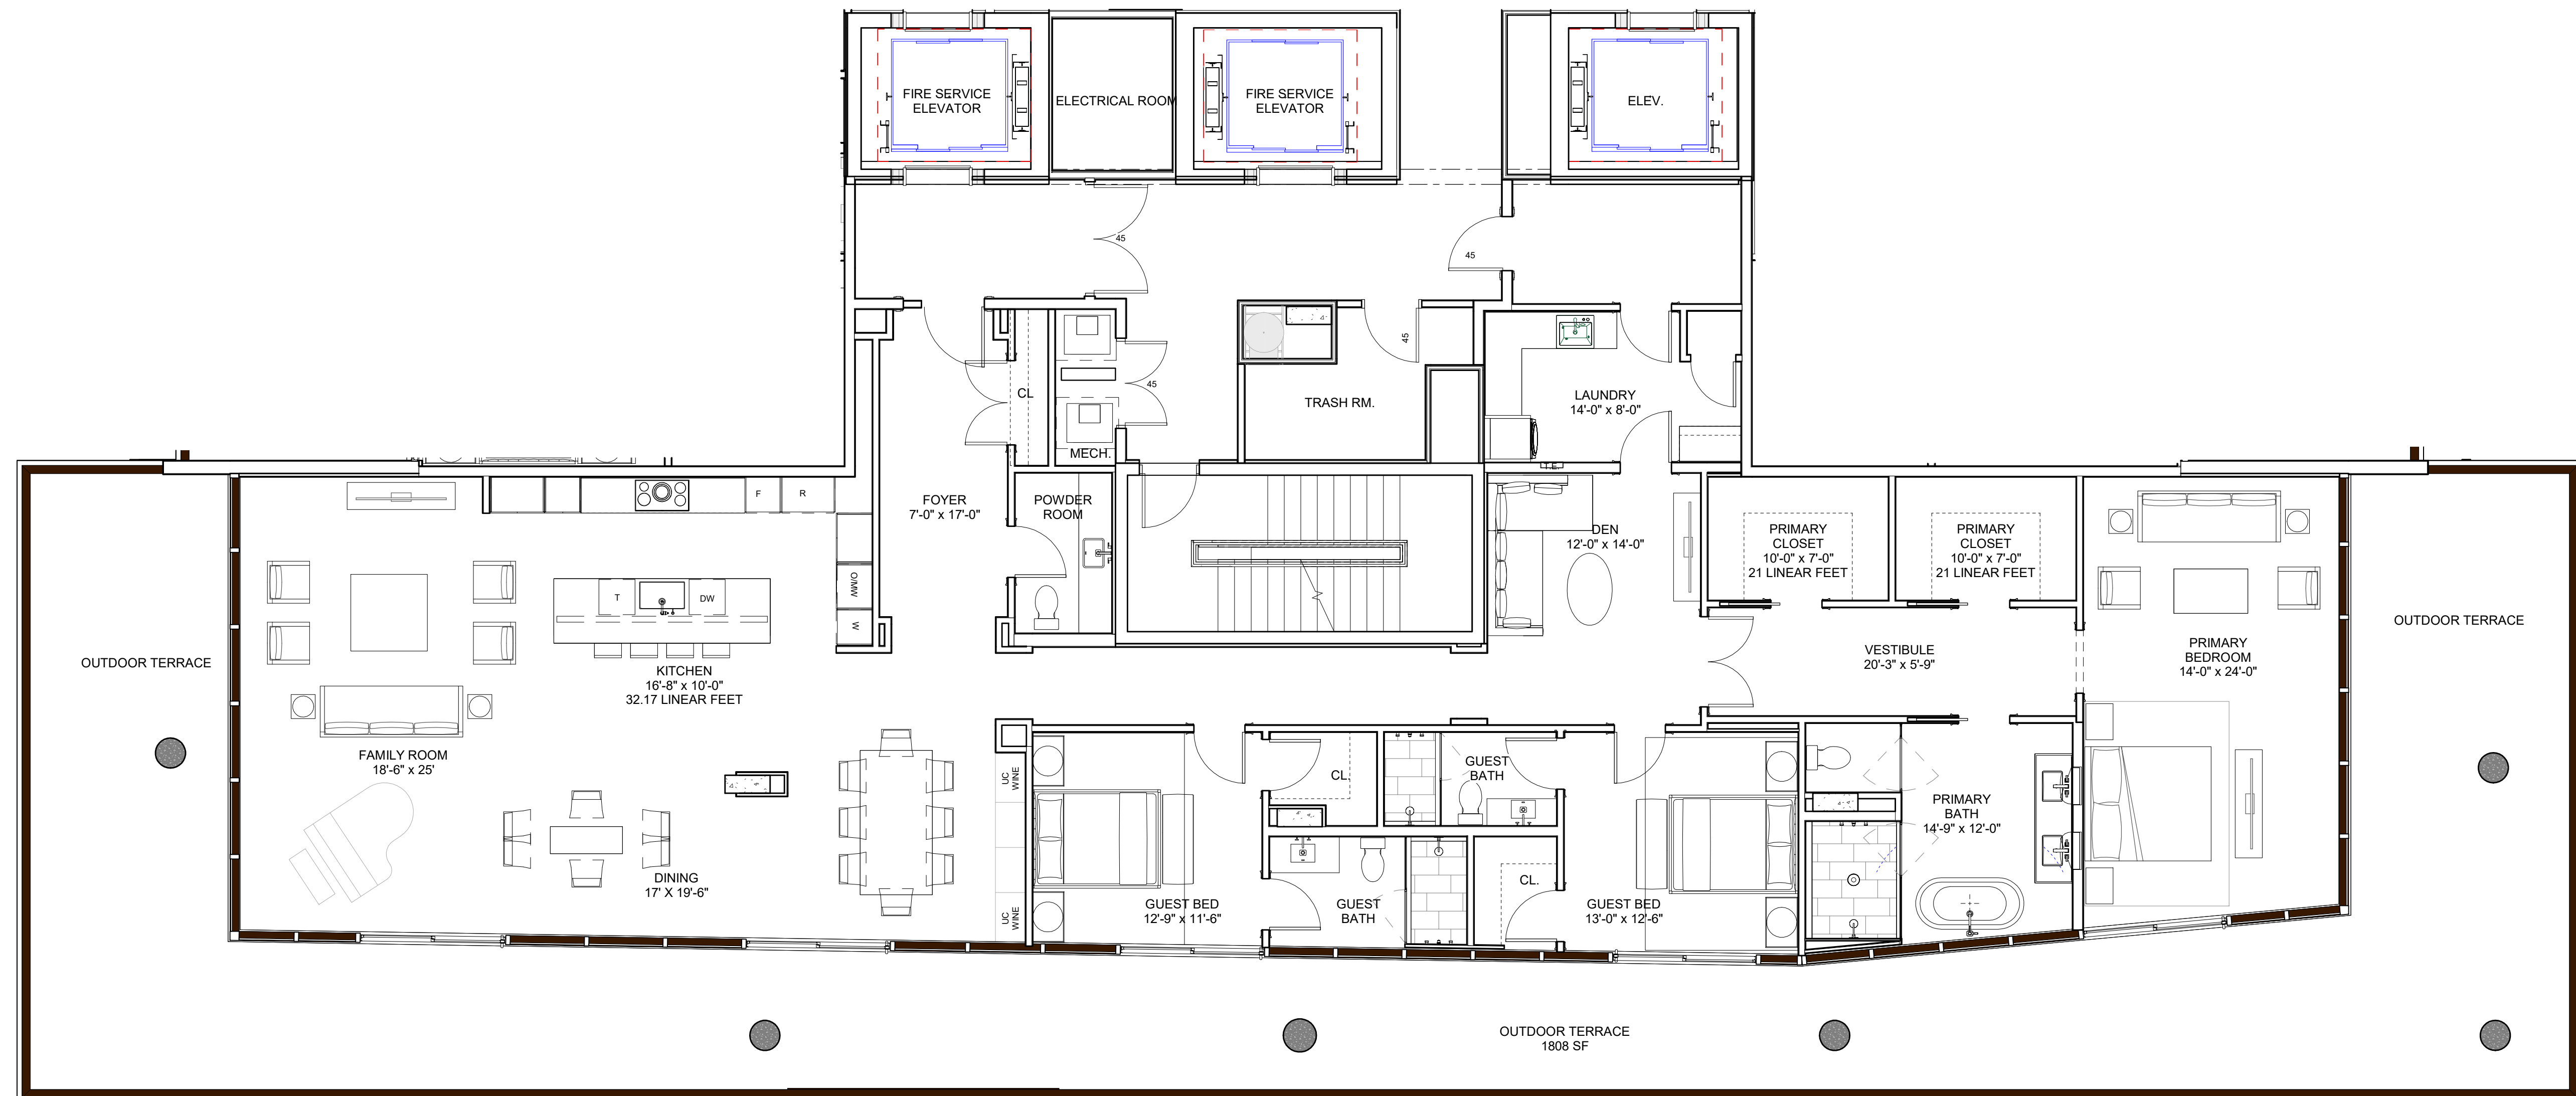 FIRE SERVICE
ELEVATOR
ELECTRICAL ROOM
FIRE SERVICE
ELEVATOR
ELEV.
45
45
45
45
CL
MECH.
TRASH RM.
LAUNDRY
14'-0" x 8'-0"
T.E.
FOYER
7'-0" x 17'-0"
POWDER
ROOM
DEN
12'-0" x 14'-0"
PRIMARY
CLOSET
10'-0" x 7'-0"
21 LINEAR FEET
PRIMARY
CLOSET
10'-0" x 7'-0"
21 LINEAR FEET
F
R
O/MW
W
T
DW
KITCHEN
16'-8" x 10'-0"
32.17 LINEAR FEET
OUTDOOR TERRACE
OUTDOOR TERRACE
VESTIBULE
20'-3" x 5'-9"
PRIMARY
BEDROOM
14'-0" x 24'-0"
FAMILY ROOM
18'-6" x 25'
UC
WINE
CL.
GUEST
BATH
PRIMARY
BATH
14'-9" x 12'-0"
DINING
17' X 19'-6"
UC
WINE
GUEST BED
12'-9" x 11'-6"
GUEST
BATH
CL.
GUEST BED
13'-0" x 12'-6"
OUTDOOR TERRACE
1808 SF